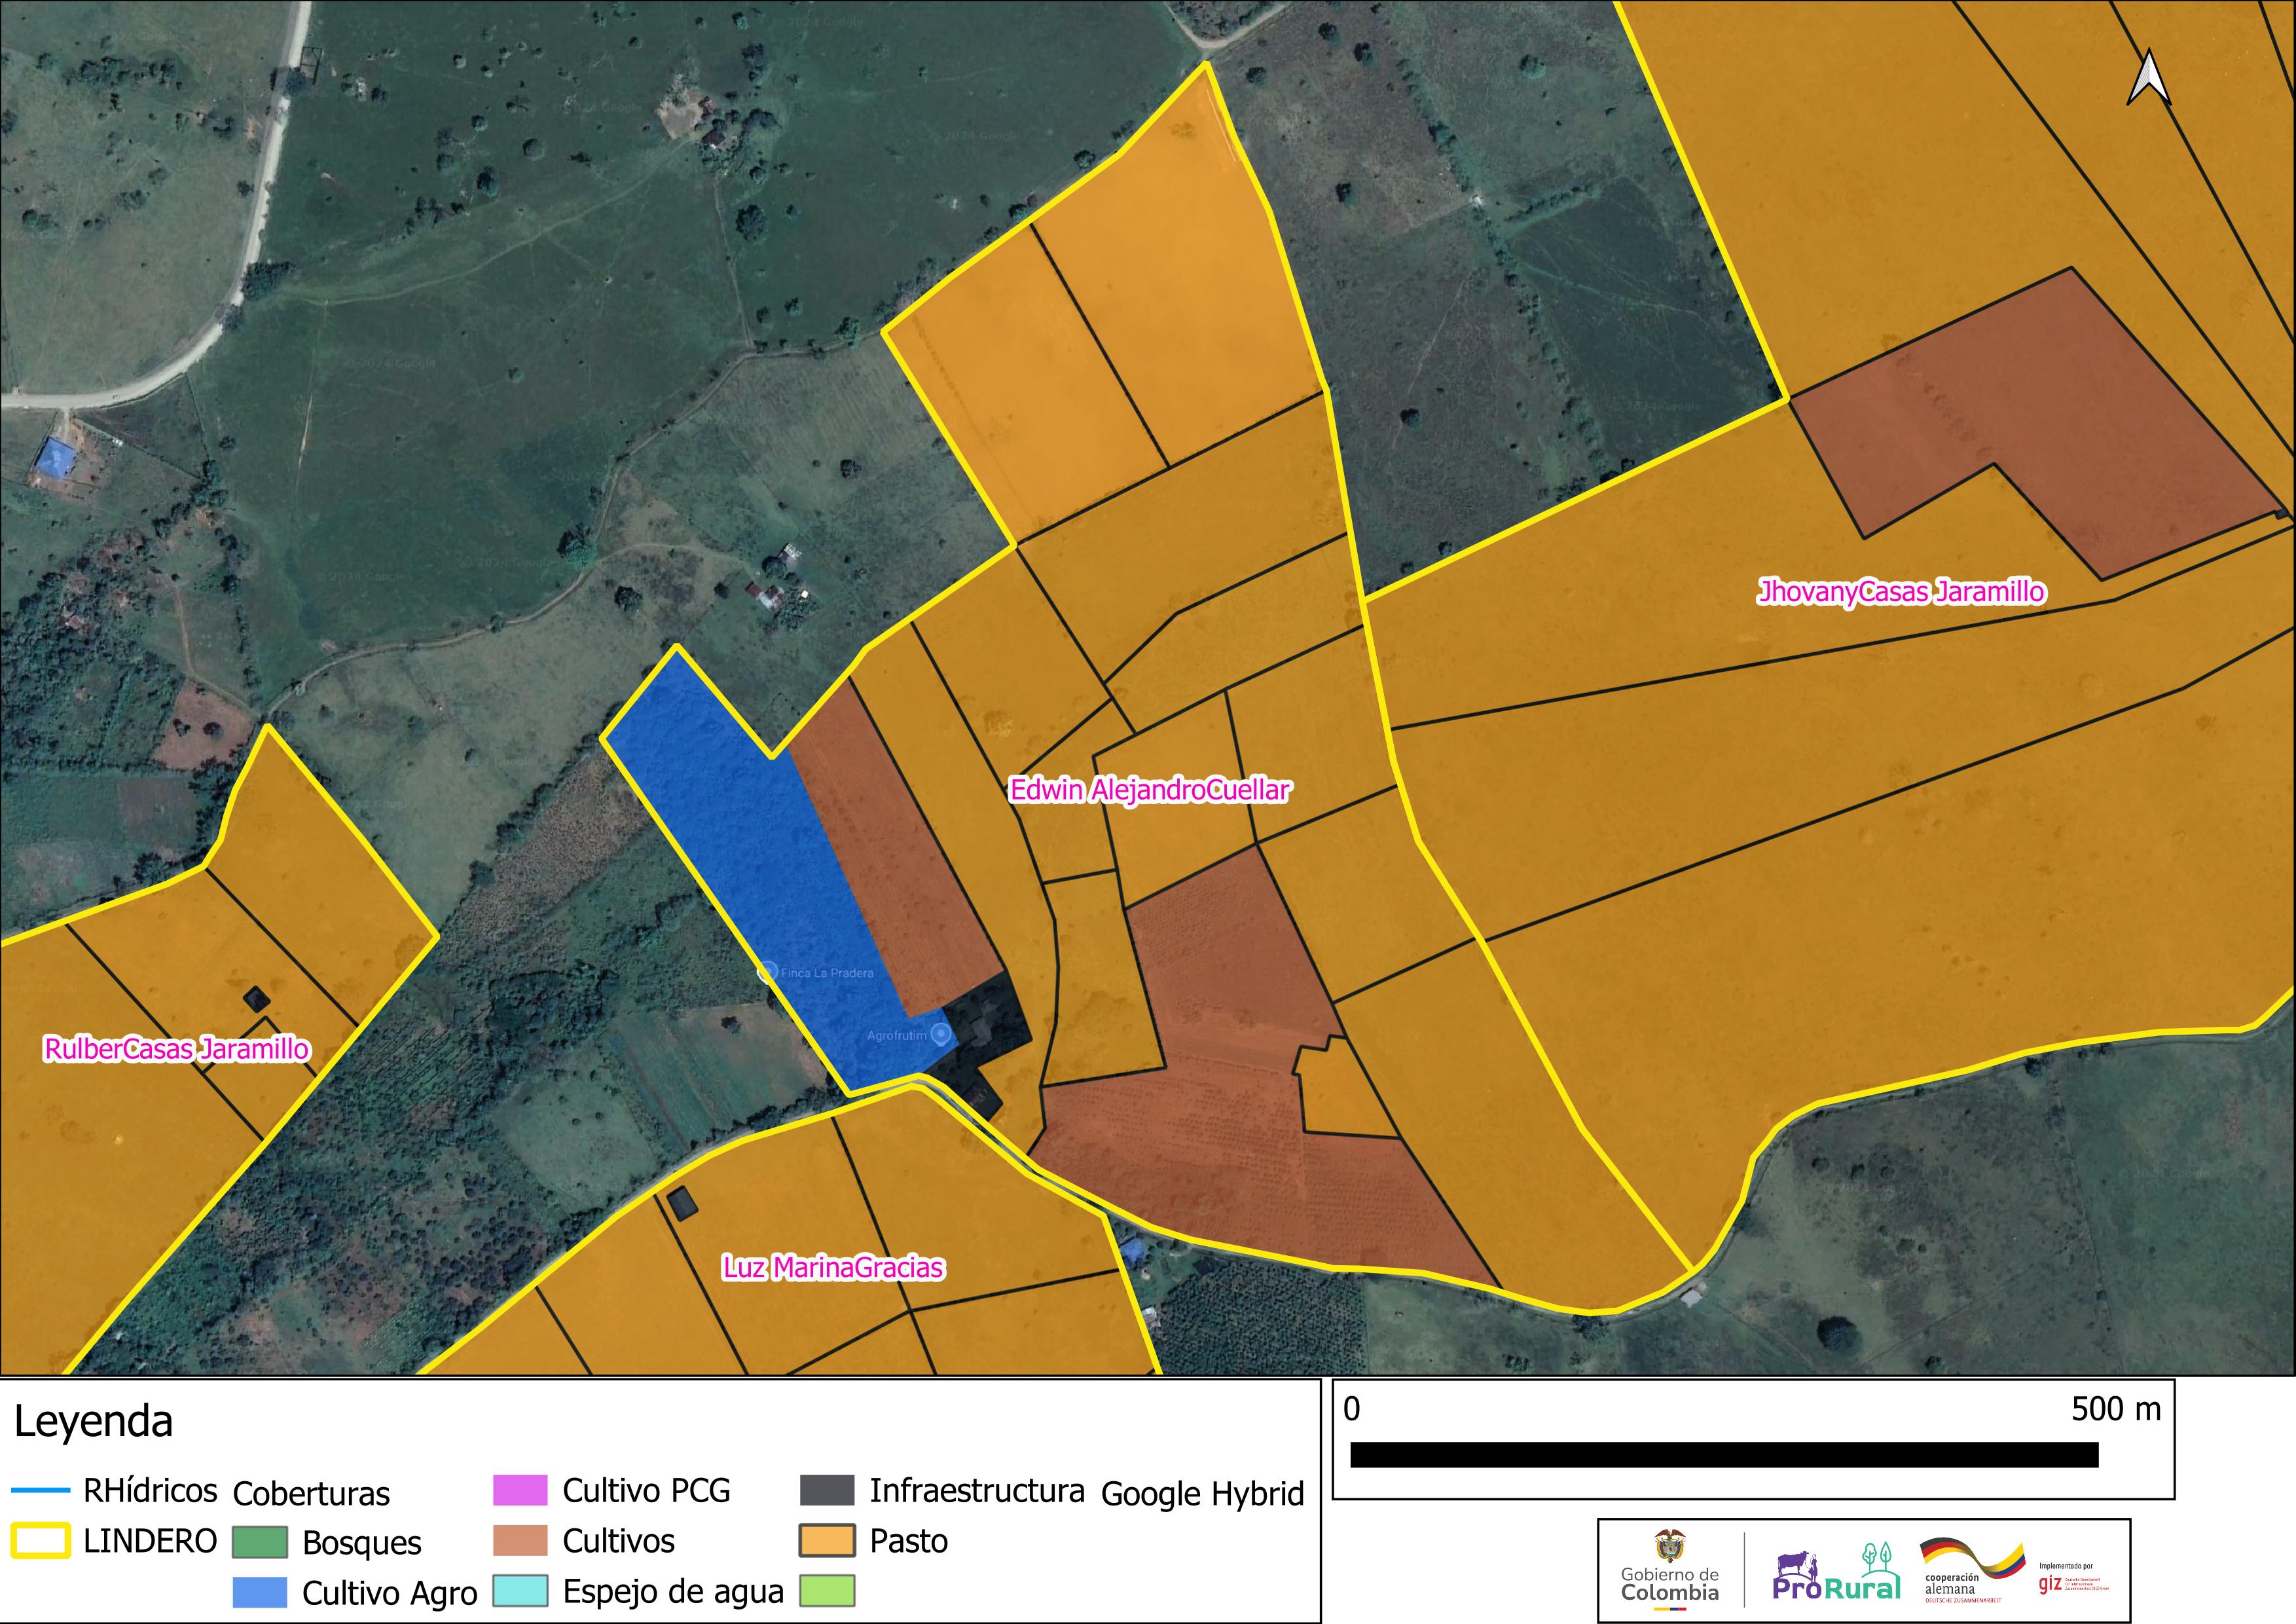 © 2024 Google
JhovanyCasas Jaramillo
Edwin AlejandroCuellar
Finca La Pradera
Agrofrutim
RulberCasas Jaramillo
Luz MarinaGracias
Leyenda
RHídricos
LINDERO
Coberturas
Bosques
Cultivo Agro
Cultivo PCG
Cultivos
Espejo de agua
Infraestructura
Pasto
Google Hybrid
0 500 m
Gobierno de
Colombia
ProRural
cooperación
alemana
DEUTSCHE ZUSAMMENARBEIT
Implementado por
giz